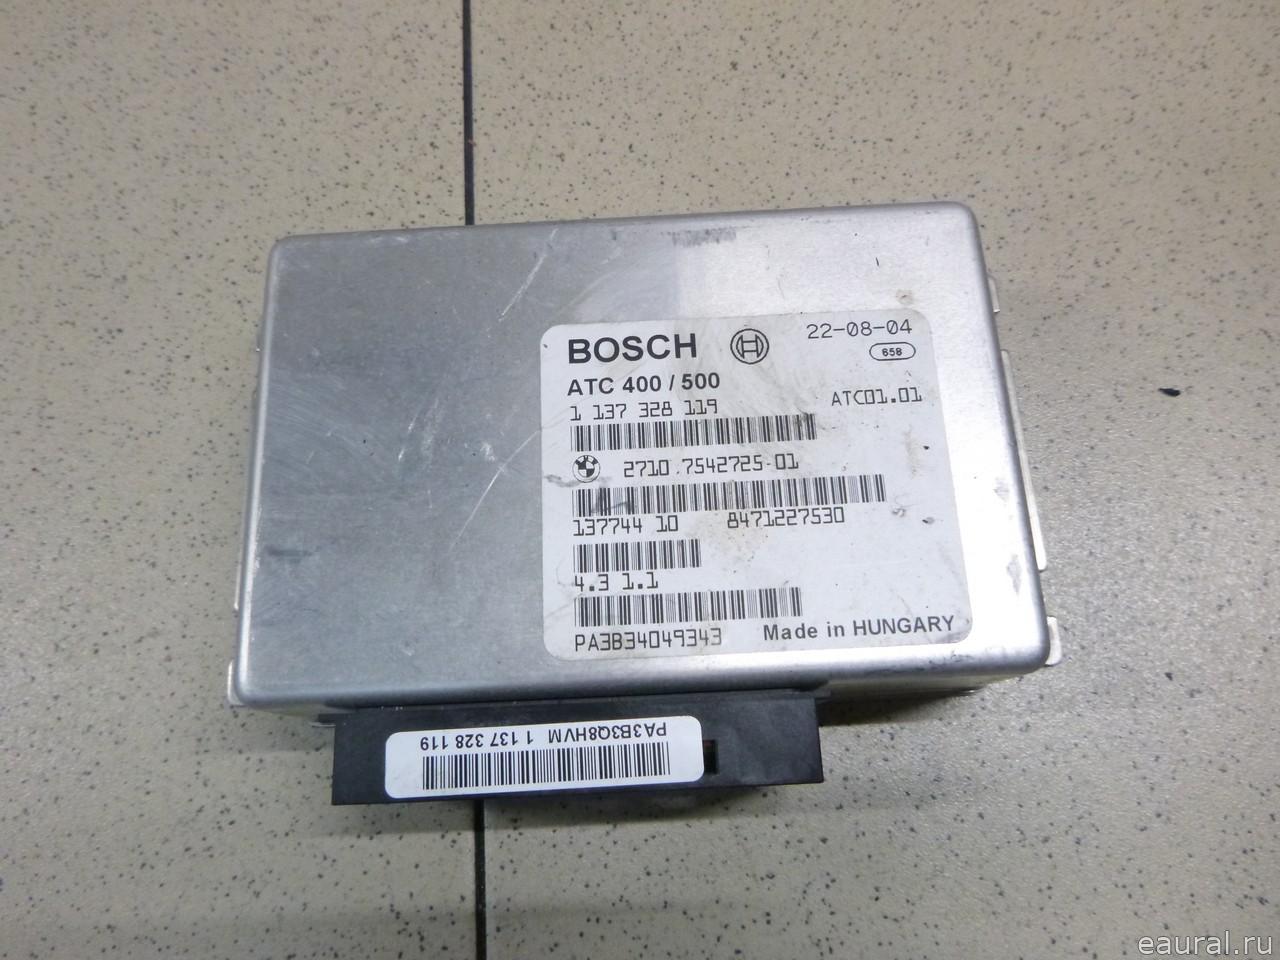 BOSCH
22-08-04
658
ATC 400 / 500
1 137 328 119
ATC01.01
2710 7542725-01
137744 10 8471227530
4.3 1.1
PA3B34049343
Made in HUNGARY
PA3B3Q8HVM 1 137 328 119
eaural.ru